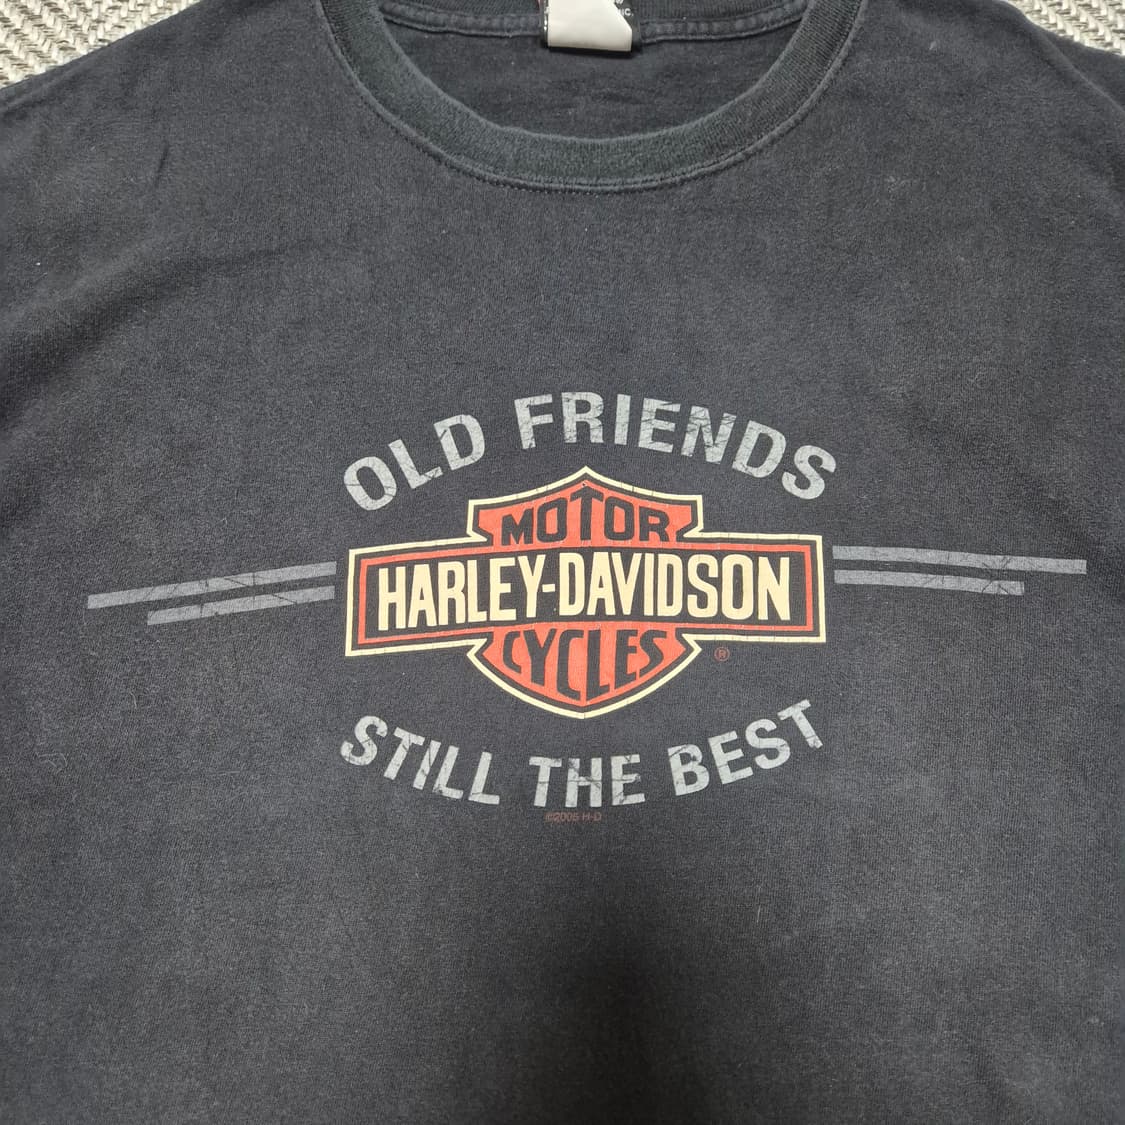 OLD FRIENDS
MOTOR
HARLEY-DAVIDSON
CYCLES
®
STILL THE BEST
©2005 H-D